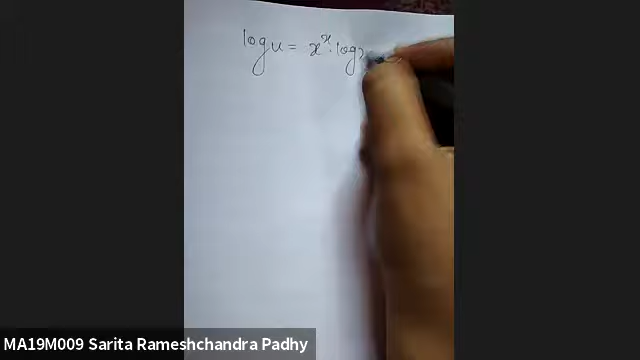 log u = x^x . log x
MA19M009 Sarita Rameshchandra Padhy